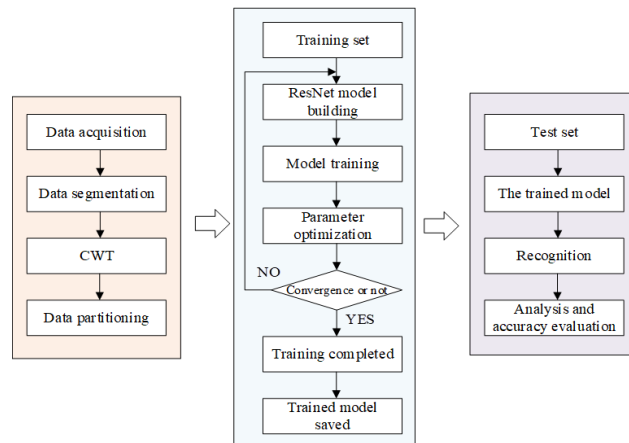 Data acquisition
Data segmentation
CWT
Data partitioning
Training set
ResNet model
building
Model training
Parameter
optimization
NO
Convergence or not
YES
Training completed
Trained model
saved
Test set
The trained model
Recognition
Analysis and
accuracy evaluation